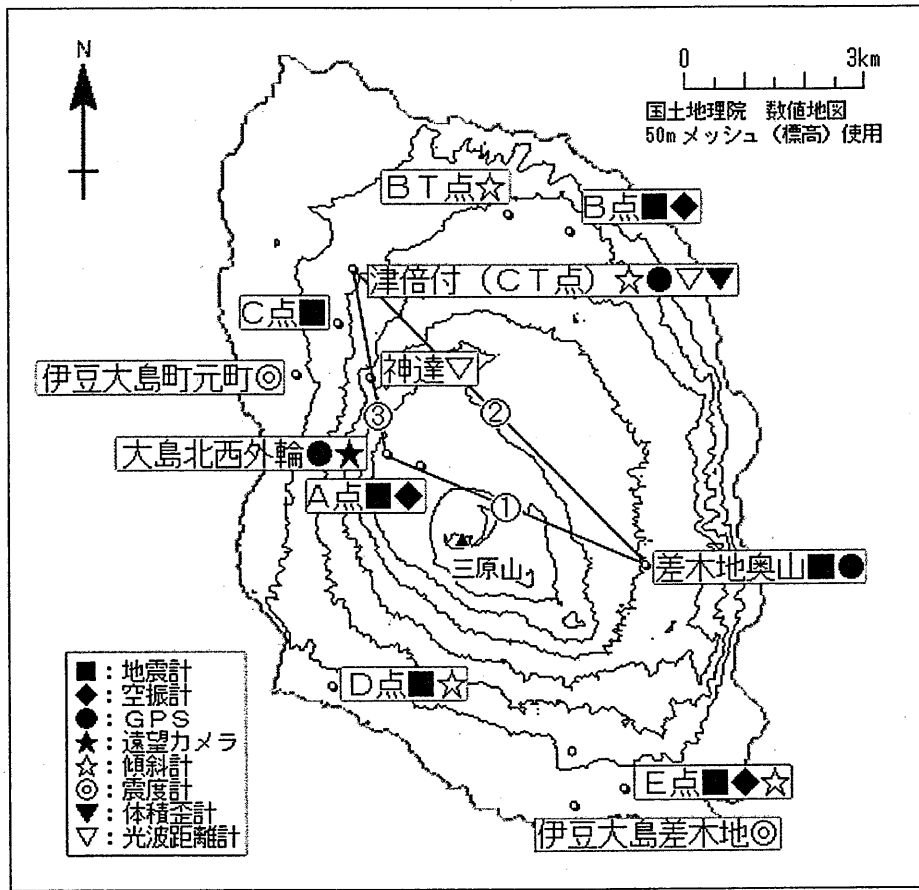 N
0 3km
国土地理院 数値地図
50mメッシュ（標高）使用
BT点☆
B点■◆
津倍付（CT点）☆●▽▼
C点■
神達▽
伊豆大島町元町◎
③
②
大島北西外輪●★
A点■◆
①
三原山
差木地奥山■●
D点■☆
E点■◆☆
伊豆大島差木地◎
■：地震計
◆：空振計
●：GPS
★：遠望カメラ
☆：傾斜計
◎：震度計
▼：体積歪計
▽：光波距離計